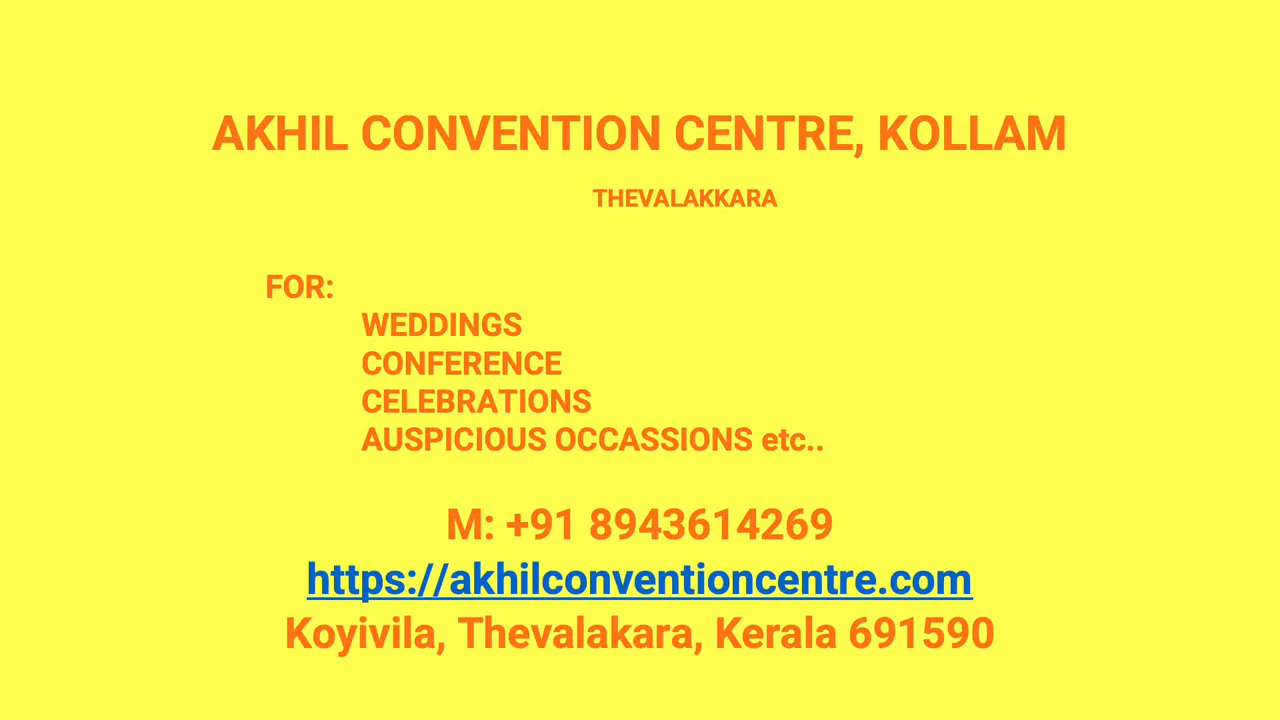 AKHIL CONVENTION CENTRE, KOLLAM
THEVALAKKARA
FOR:
WEDDINGS
CONFERENCE
CELEBRATIONS
AUSPICIOUS OCCASSIONS etc..
M: +91 8943614269
https://akhilconventioncentre.com
Koyivila, Thevalakara, Kerala 691590